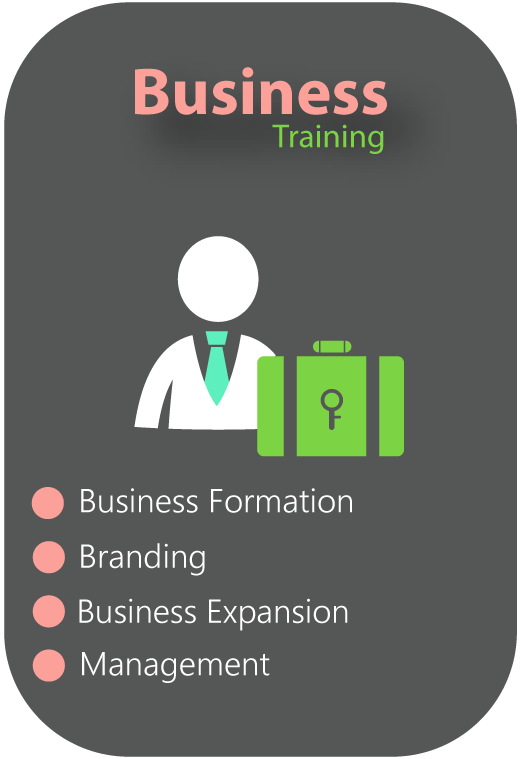 Business
Training
Business Formation
Branding
Business Expansion
Management